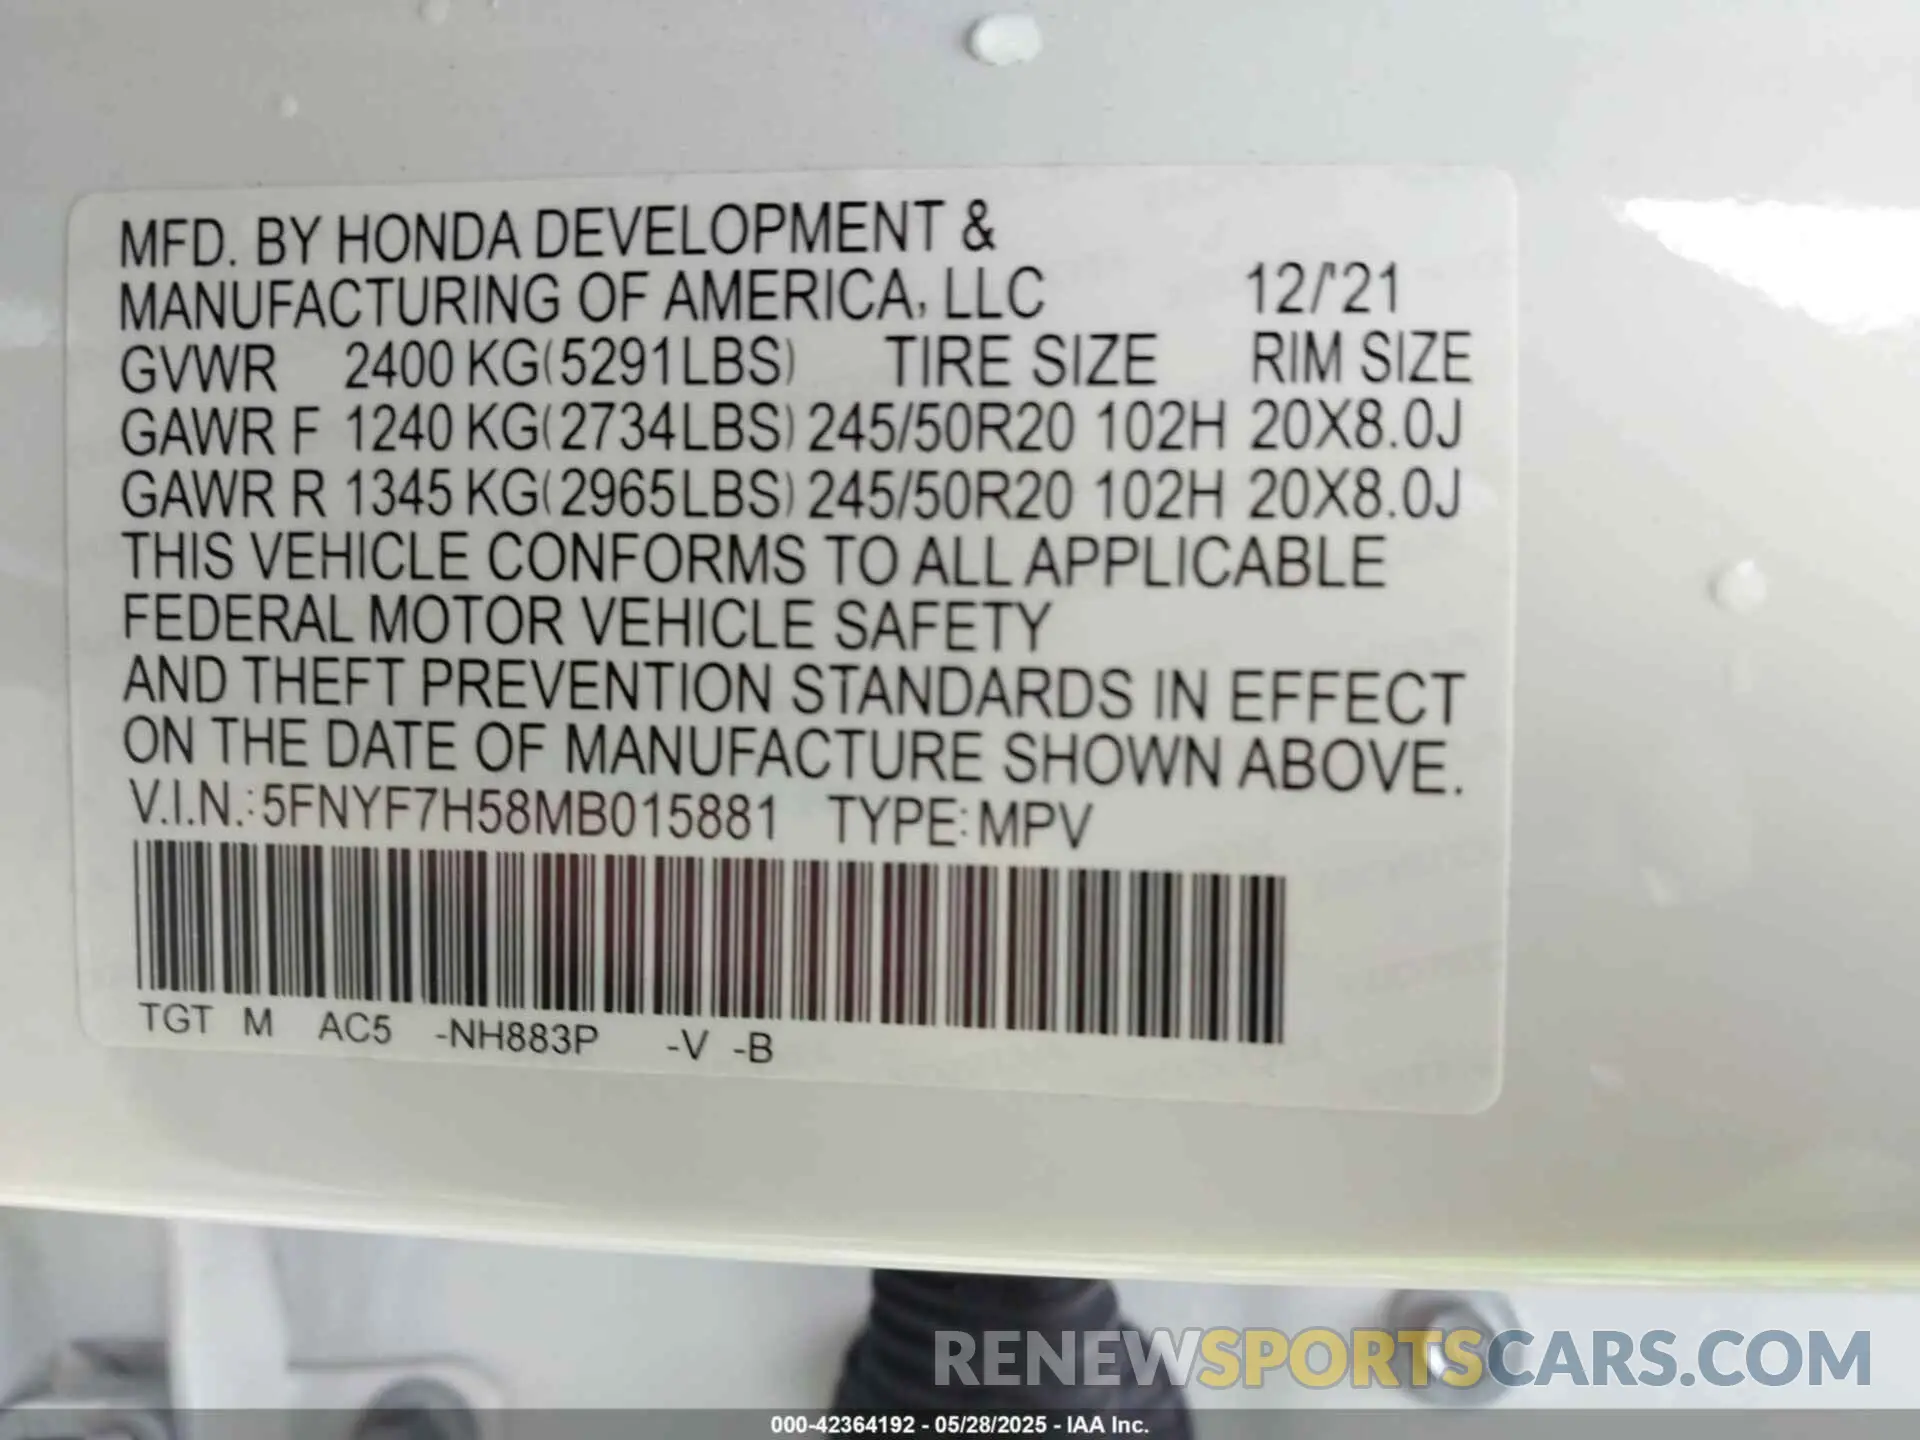 MFD. BY HONDA DEVELOPMENT &
MANUFACTURING OF AMERICA, LLC 12/'21
GVWR 2400 KG(5291LBS) TIRE SIZE RIM SIZE
GAWR F 1240 KG(2734LBS) 245/50R20 102H 20X8.0J
GAWR R 1345 KG(2965LBS) 245/50R20 102H 20X8.0J
THIS VEHICLE CONFORMS TO ALL APPLICABLE
FEDERAL MOTOR VEHICLE SAFETY
AND THEFT PREVENTION STANDARDS IN EFFECT
ON THE DATE OF MANUFACTURE SHOWN ABOVE.
V.I.N.:5FNYF7H58MB015881 TYPE:MPV
TGT M AC5 -NH883P -V -B
RENEWSPORTSCARS.COM
000-42364192 - 05/28/2025 - IAA Inc.